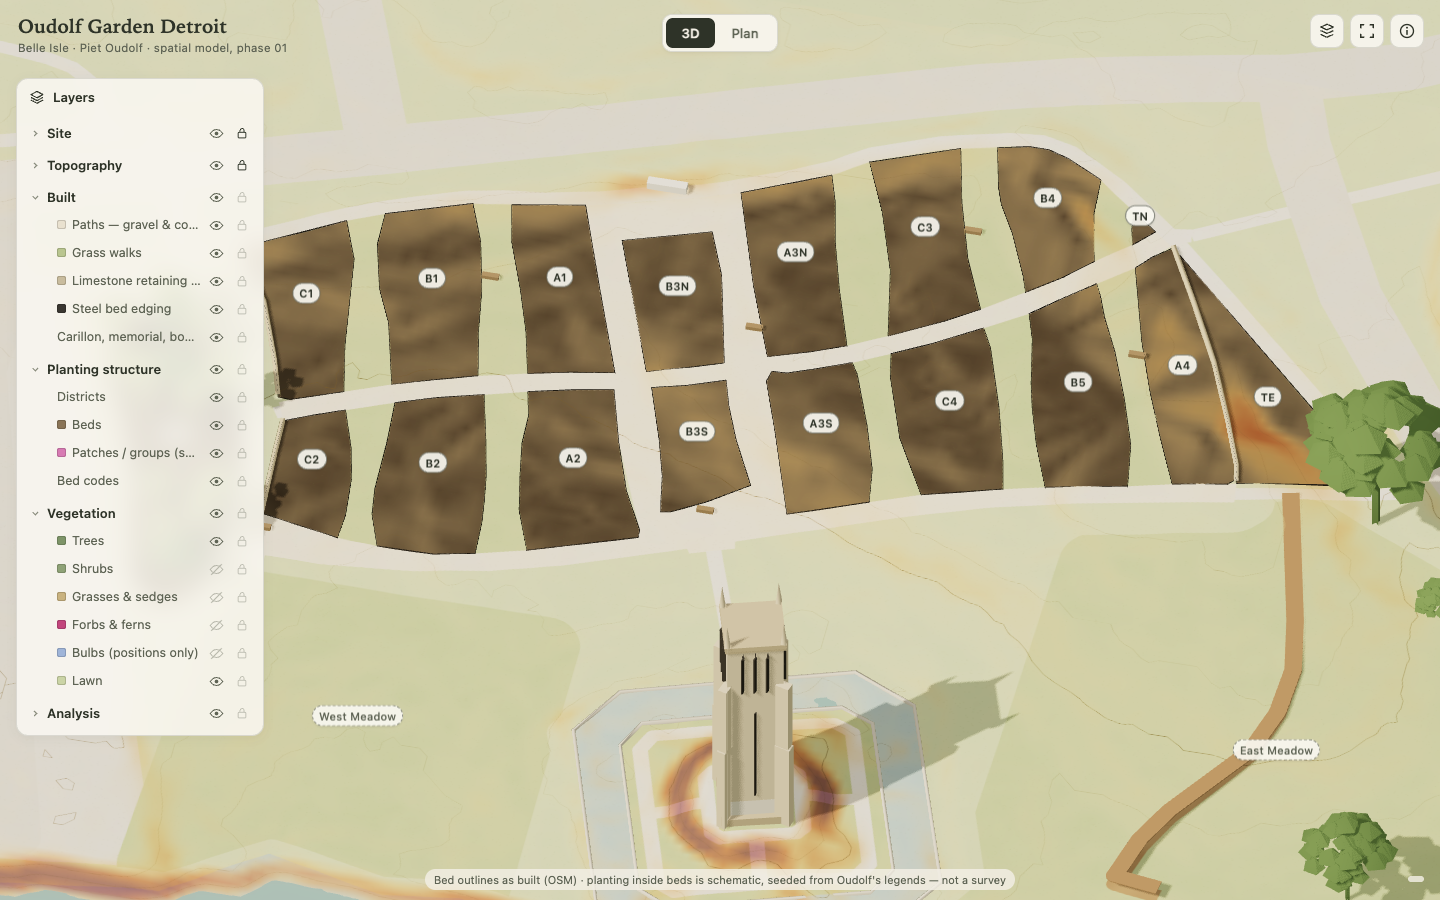 Oudolf Garden Detroit
Belle Isle · Piet Oudolf · spatial model, phase 01
3D
Plan
Layers
Site
Topography
Built
Paths — gravel & co...
Grass walks
Limestone retaining ...
Steel bed edging
Carillon, memorial, bo...
Planting structure
Districts
Beds
Patches / groups (s...
Bed codes
Vegetation
Trees
Shrubs
Grasses & sedges
Forbs & ferns
Bulbs (positions only)
Lawn
Analysis
C1
B1
A1
B3N
A3N
C3
B4
TN
C2
B2
A2
B3S
A3S
C4
B5
A4
TE
West Meadow
East Meadow
Bed outlines as built (OSM) · planting inside beds is schematic, seeded from Oudolf's legends — not a survey